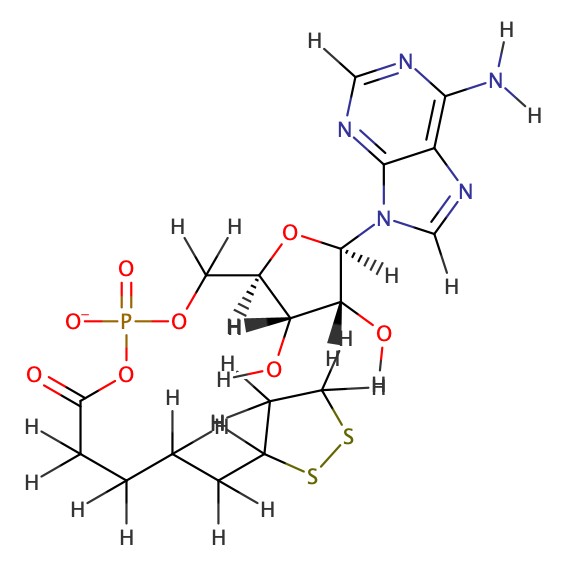 H
H N
NH
N H
N
N
H H O N
O H H
P H H O
O⁻ O H
O H O H
O H H H
H H H H S
H S
H H
H H